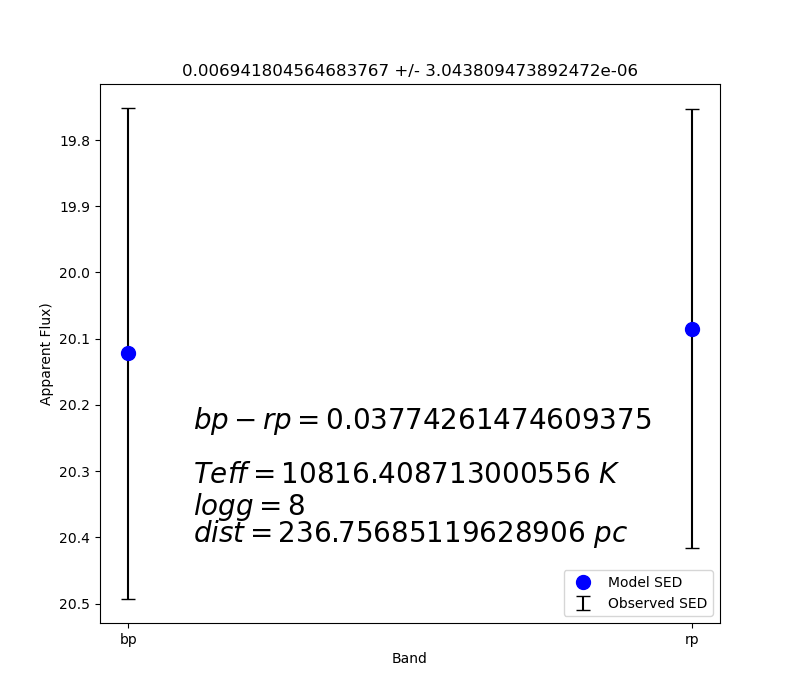 0.006941804564683767 +/- 3.043809473892472e-06
19.8
19.9
20.0
20.1
20.2
20.3
20.4
20.5
Apparent Flux)
bp − rp = 0.03774261474609375
Teff = 10816.408713000556 K
logg = 8
dist = 236.75685119628906 pc
Model SED
Observed SED
bp
rp
Band